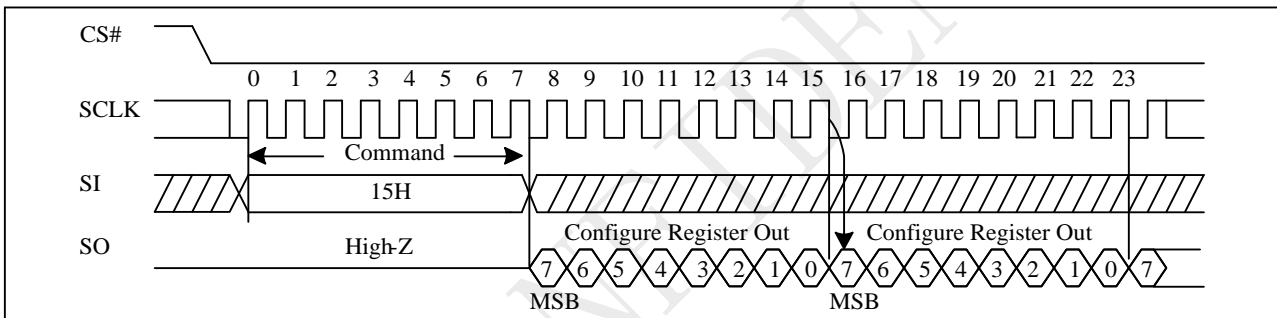 CS#
0 1 2 3 4 5 6 7 8 9 10 11 12 13 14 15 16 17 18 19 20 21 22 23
SCLK
Command
SI
15H
Configure Register Out Configure Register Out
SO
High-Z
7 6 5 4 3 2 1 0 7 6 5 4 3 2 1 0 7
MSB MSB